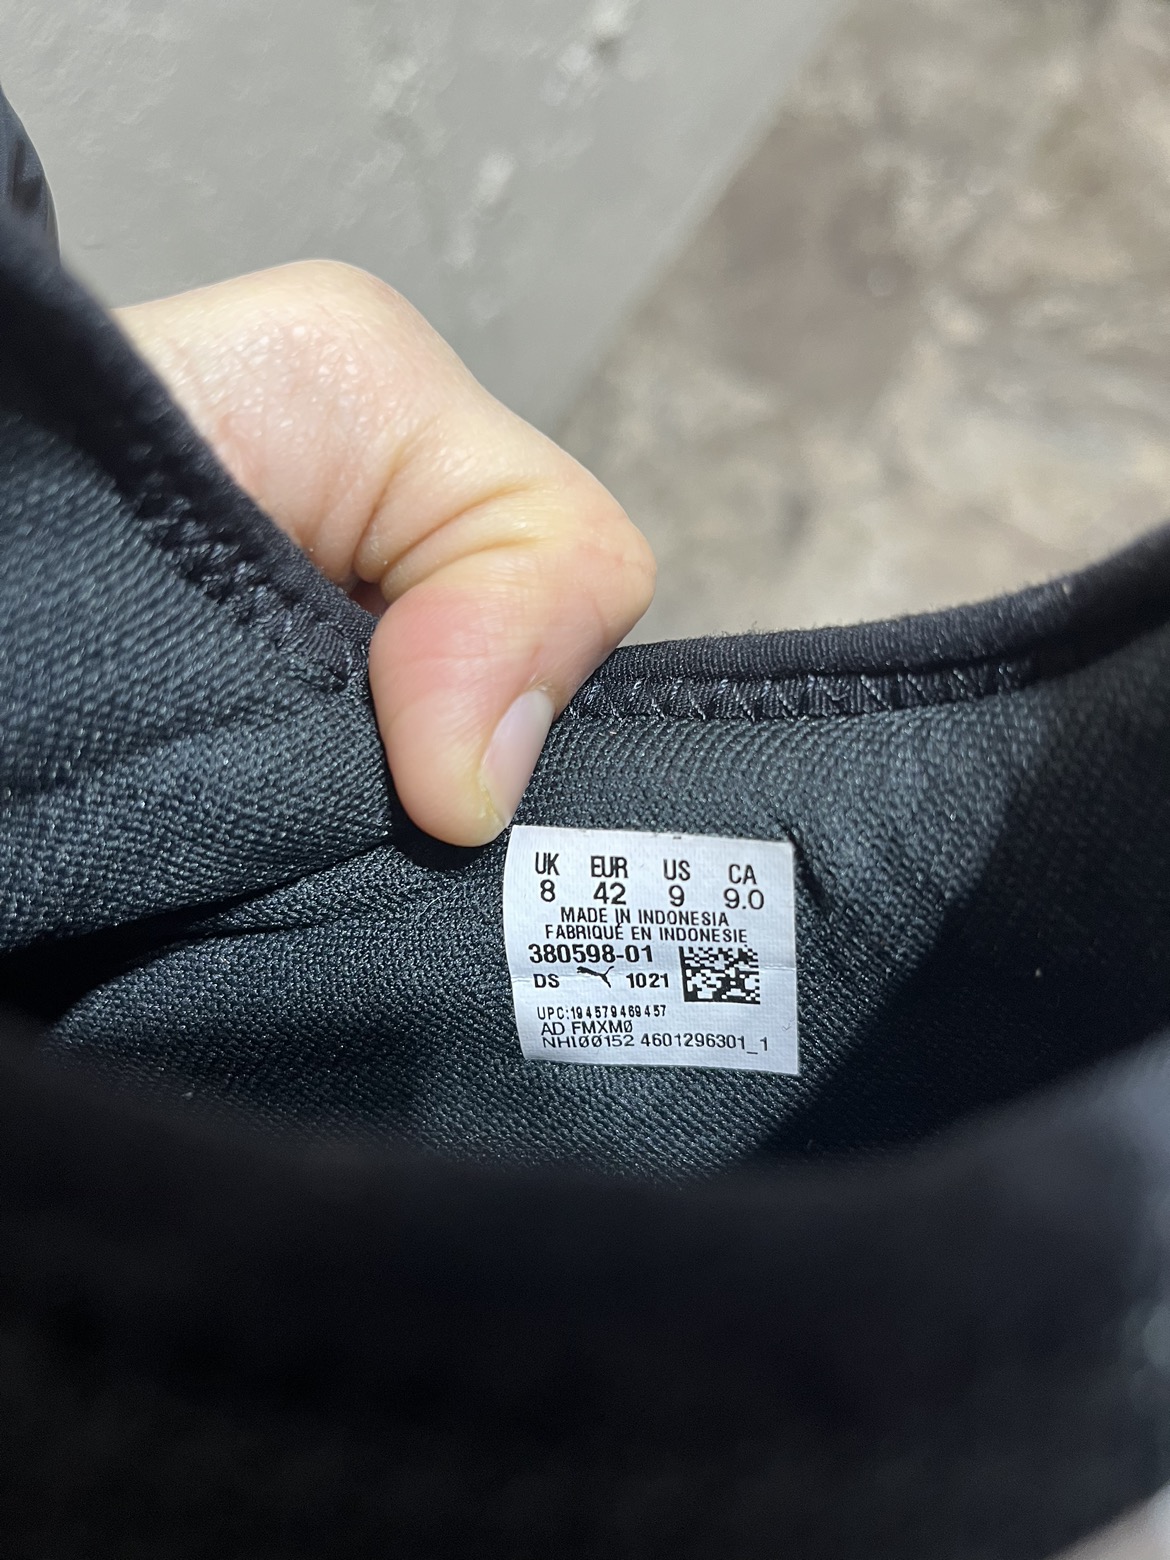 UK EUR US CA
8 42 9 9.0
MADE IN INDONESIA
FABRIQUÉ EN INDONESIE
380598-01
DS 1021
UPC:194579469457
AD FMXMØ
NHI00152 4601296301_1